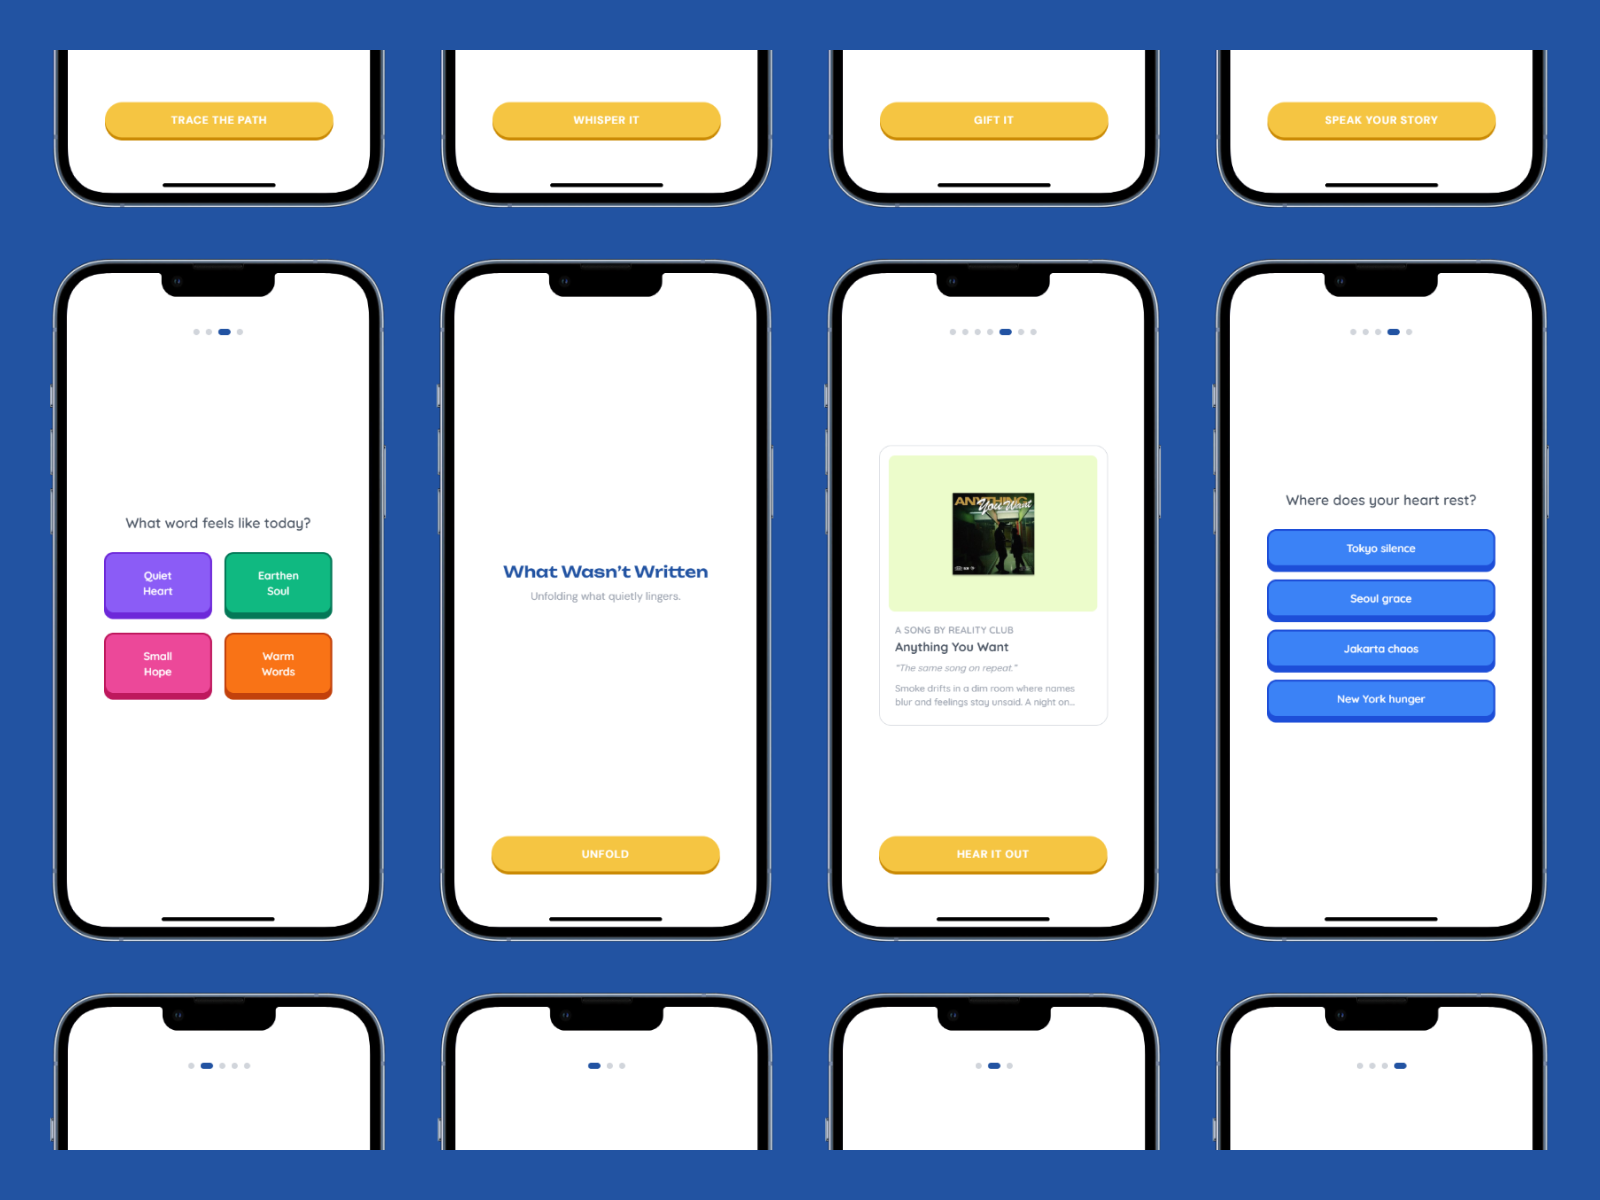 TRACE THE PATH
WHISPER IT
GIFT IT
SPEAK YOUR STORY
What word feels like today?
Quiet
Heart
Earthen
Soul
Small
Hope
Warm
Words
What Wasn't Written
Unfolding what quietly lingers.
UNFOLD
ANYTHING
You Want
A SONG BY REALITY CLUB
Anything You Want
"The same song on repeat."
Smoke drifts in a dim room where names
blur and feelings stay unsaid. A night on...
HEAR IT OUT
Where does your heart rest?
Tokyo silence
Seoul grace
Jakarta chaos
New York hunger